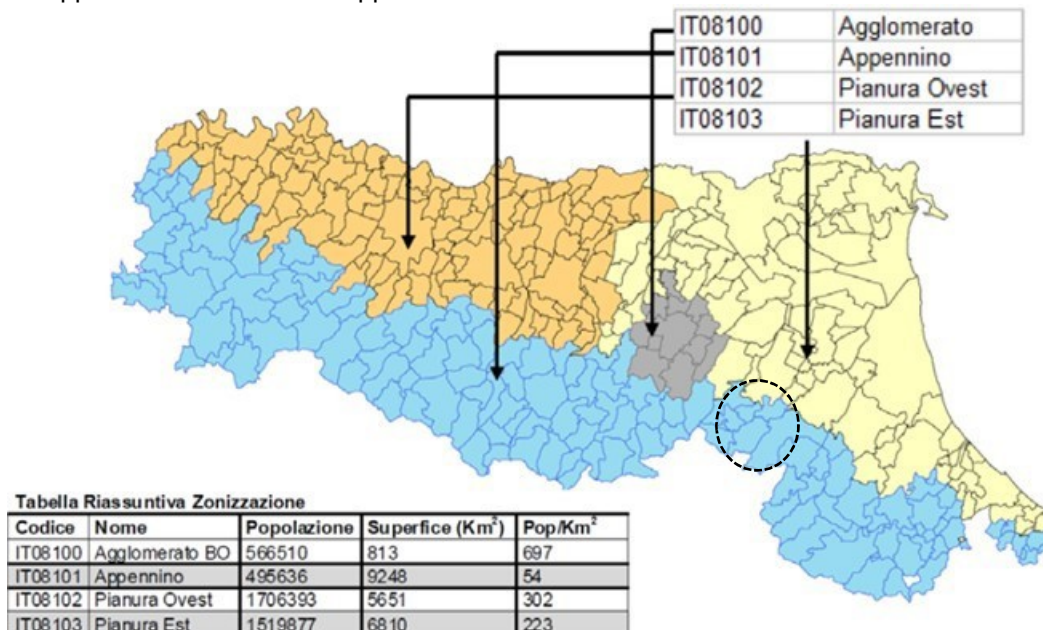 IT08100 Agglomerato
IT08101 Appennino
IT08102 Pianura Ovest
IT08103 Pianura Est
Tabella Riassuntiva Zonizzazione
Codice Nome Popolazione Superfice (Km²) Pop/Km²
IT08100 Agglomerato BO 566510 813 697
IT08101 Appennino 495636 9248 54
IT08102 Pianura Ovest 1706393 5651 302
IT08103 Pianura Est 1519877 6810 223